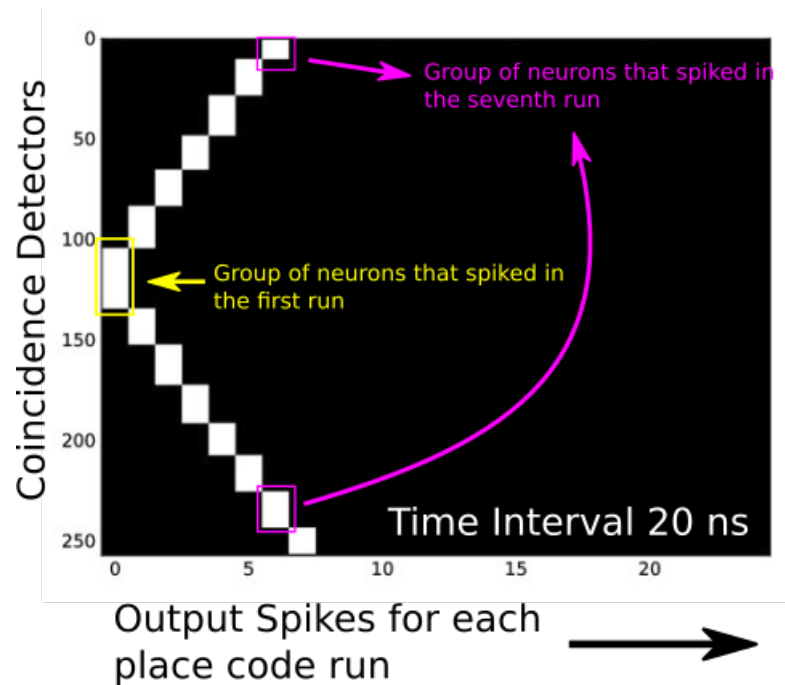 Coincidence Detectors
0
50
100
150
200
250
Group of neurons that spiked in
the seventh run
Group of neurons that spiked in
the first run
Time Interval 20 ns
0 5 10 15 20
Output Spikes for each
place code run